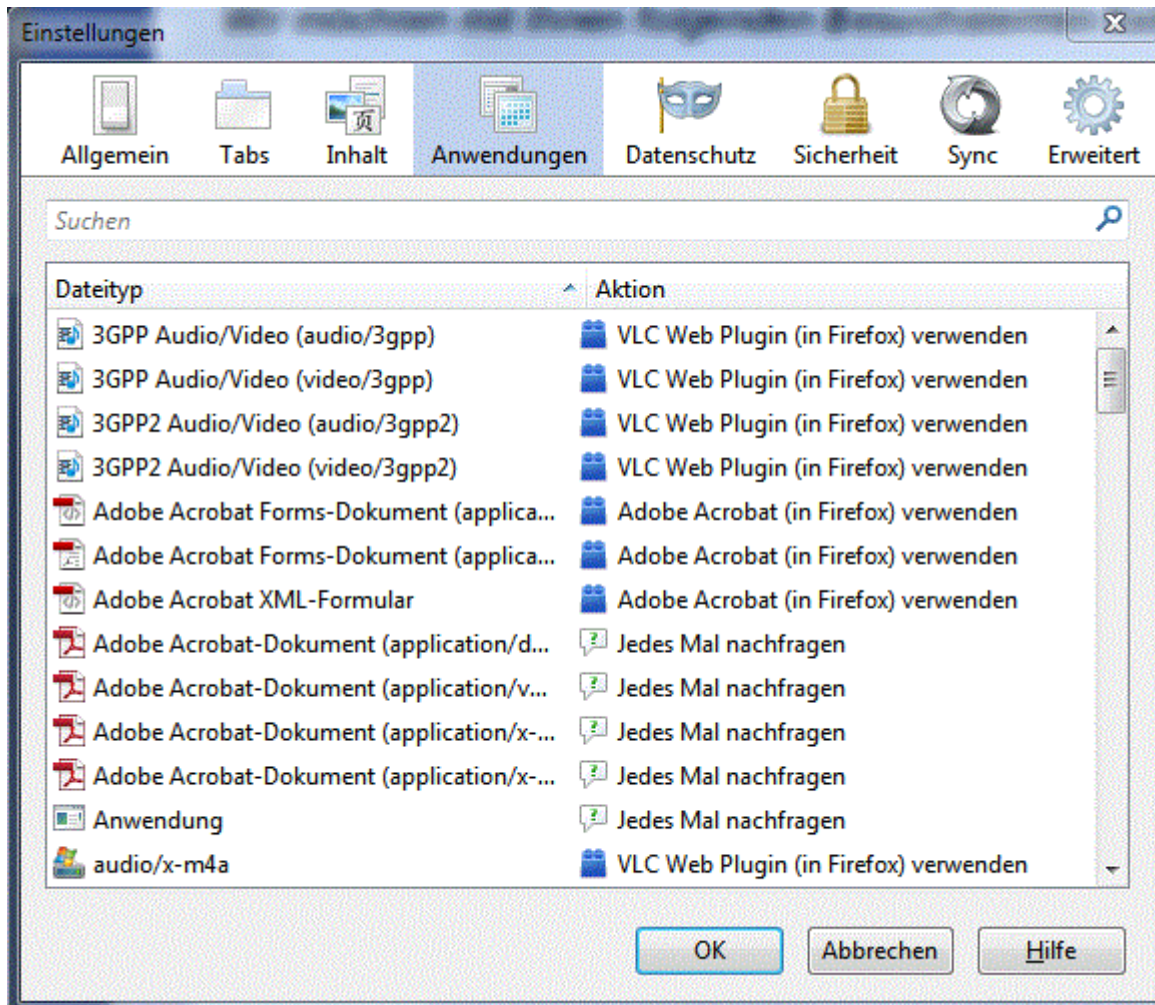 Einstellungen
Allgemein Tabs Inhalt Anwendungen Datenschutz Sicherheit Sync Erweitert
页
Suchen
Dateityp Aktion
3GPP Audio/Video (audio/3gpp) VLC Web Plugin (in Firefox) verwenden
3GPP Audio/Video (video/3gpp) VLC Web Plugin (in Firefox) verwenden
3GPP2 Audio/Video (audio/3gpp2) VLC Web Plugin (in Firefox) verwenden
3GPP2 Audio/Video (video/3gpp2) VLC Web Plugin (in Firefox) verwenden
Adobe Acrobat Forms-Dokument (applica... Adobe Acrobat (in Firefox) verwenden
Adobe Acrobat Forms-Dokument (applica... Adobe Acrobat (in Firefox) verwenden
Adobe Acrobat XML-Formular Adobe Acrobat (in Firefox) verwenden
Adobe Acrobat-Dokument (application/d... Jedes Mal nachfragen
Adobe Acrobat-Dokument (application/v... Jedes Mal nachfragen
Adobe Acrobat-Dokument (application/x-... Jedes Mal nachfragen
Adobe Acrobat-Dokument (application/x-... Jedes Mal nachfragen
Anwendung Jedes Mal nachfragen
audio/x-m4a VLC Web Plugin (in Firefox) verwenden
OK Abbrechen Hilfe